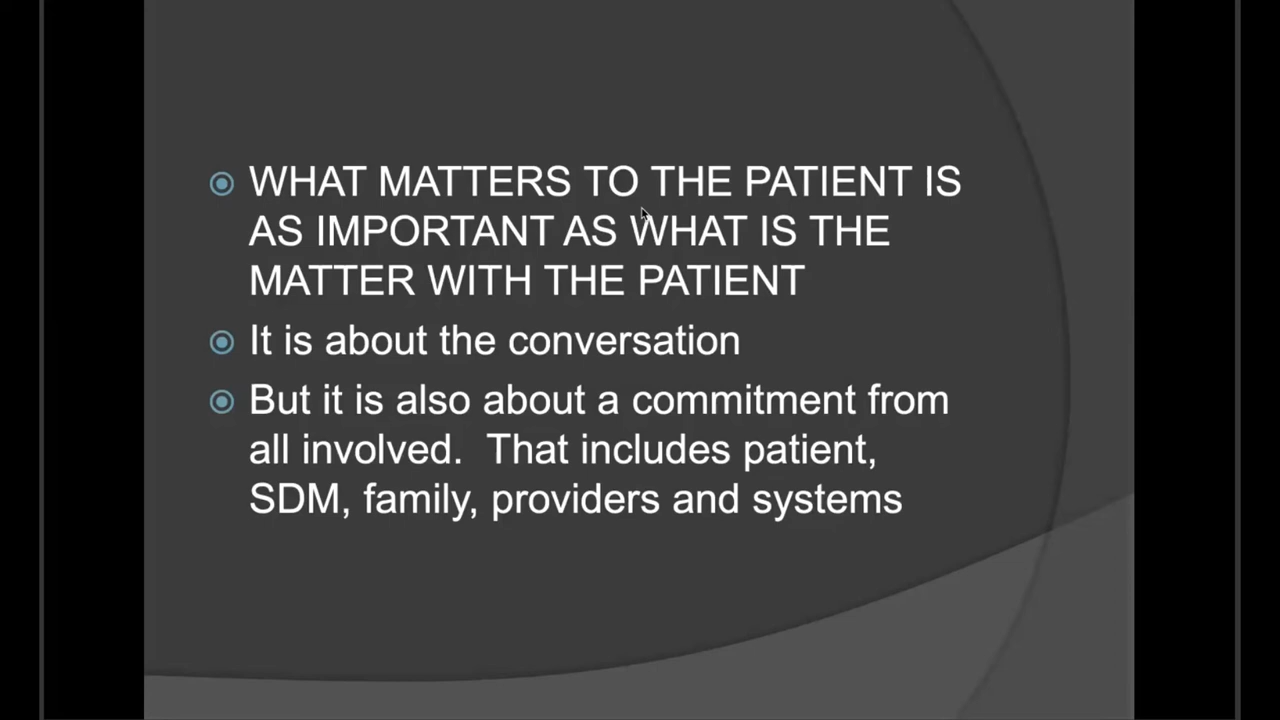 WHAT MATTERS TO THE PATIENT IS
AS IMPORTANT AS WHAT IS THE
MATTER WITH THE PATIENT
It is about the conversation
But it is also about a commitment from
all involved.  That includes patient,
SDM, family, providers and systems